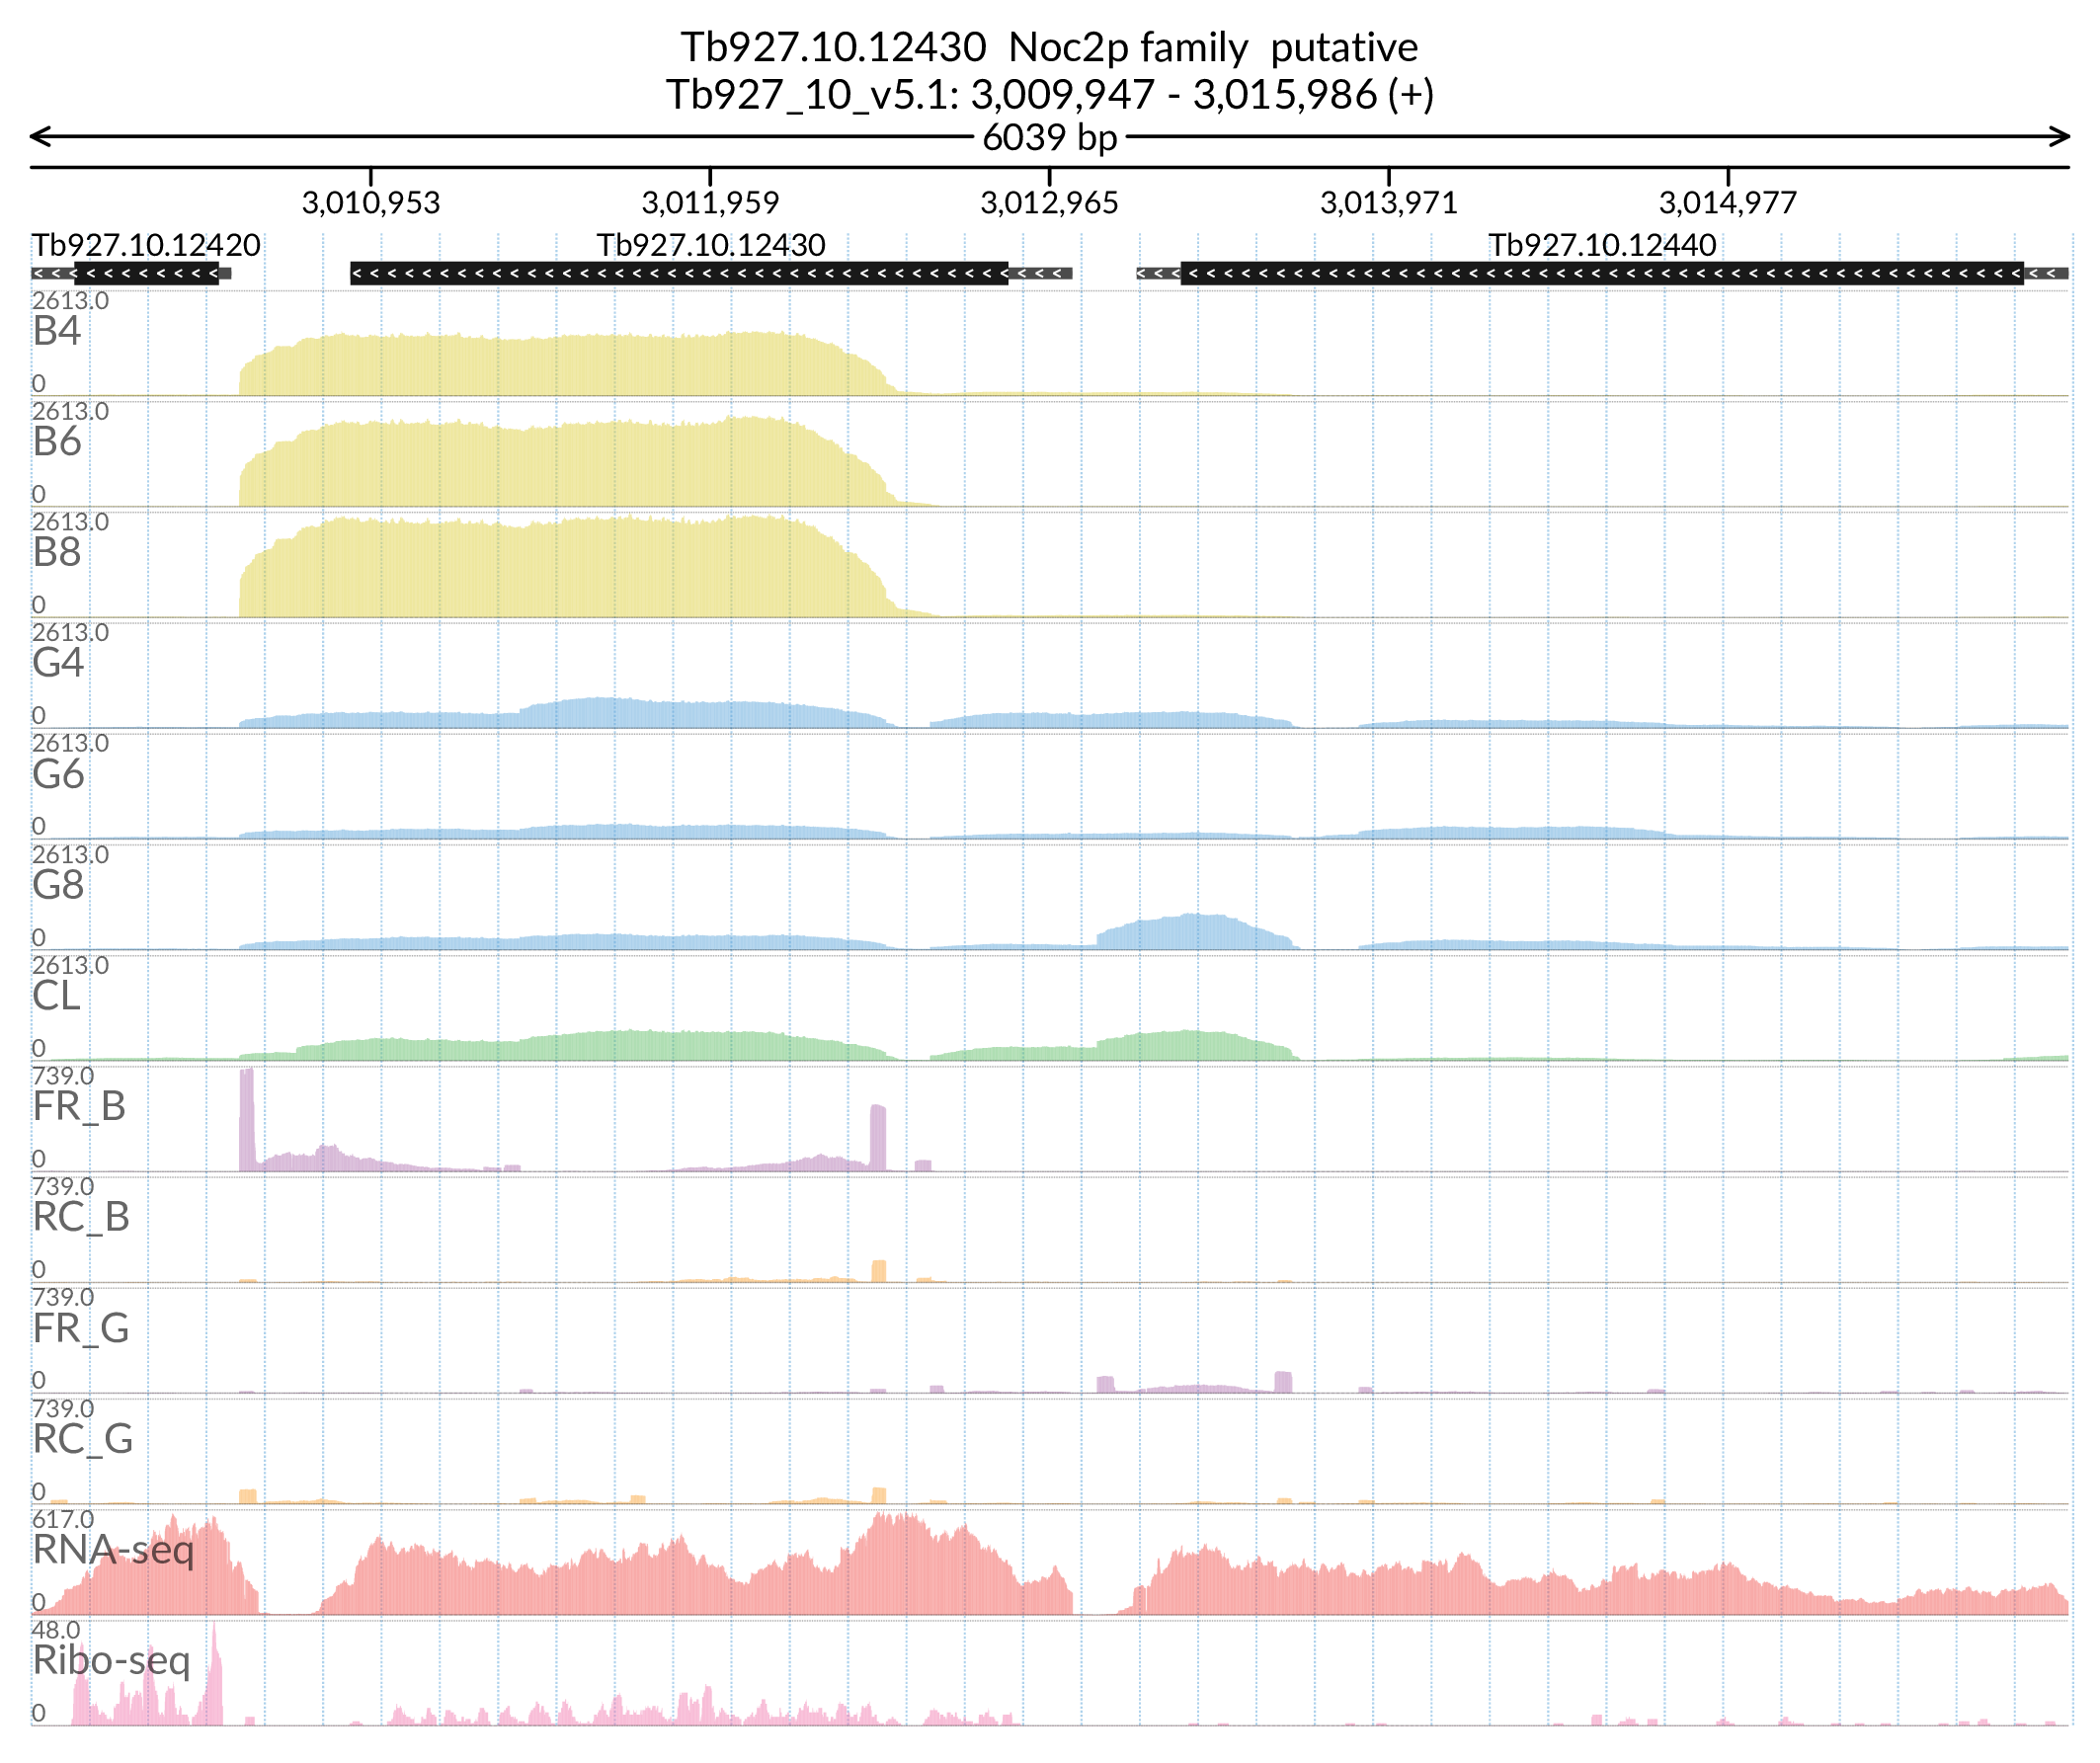 Tb927.10.12430  Noc2p family  putative
Tb927_10_v5.1: 3,009,947 - 3,015,986 (+)
6039 bp
3,010,953 3,011,959 3,012,965 3,013,971 3,014,977
Tb927.10.12420 Tb927.10.12430 Tb927.10.12440
2613.0
B4
0
2613.0
B6
0
2613.0
B8
0
2613.0
G4
0
2613.0
G6
0
2613.0
G8
0
2613.0
CL
0
739.0
FR_B
0
739.0
RC_B
0
739.0
FR_G
0
739.0
RC_G
0
617.0
RNA-seq
0
48.0
Ribo-seq
0